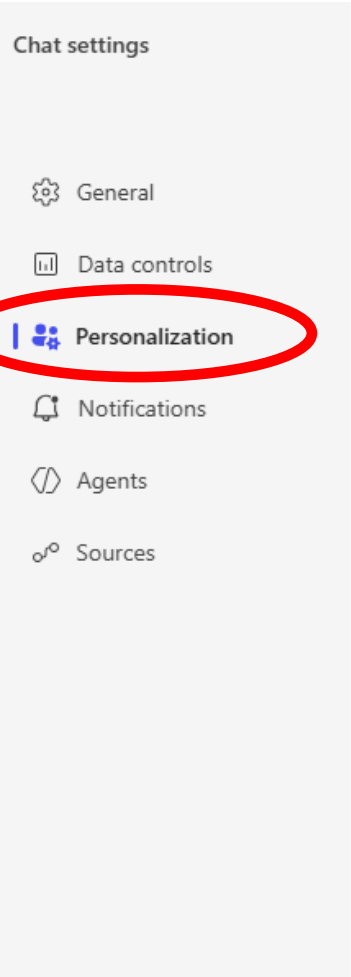 Chat settings
General
Data controls
Personalization
Notifications
Agents
Sources